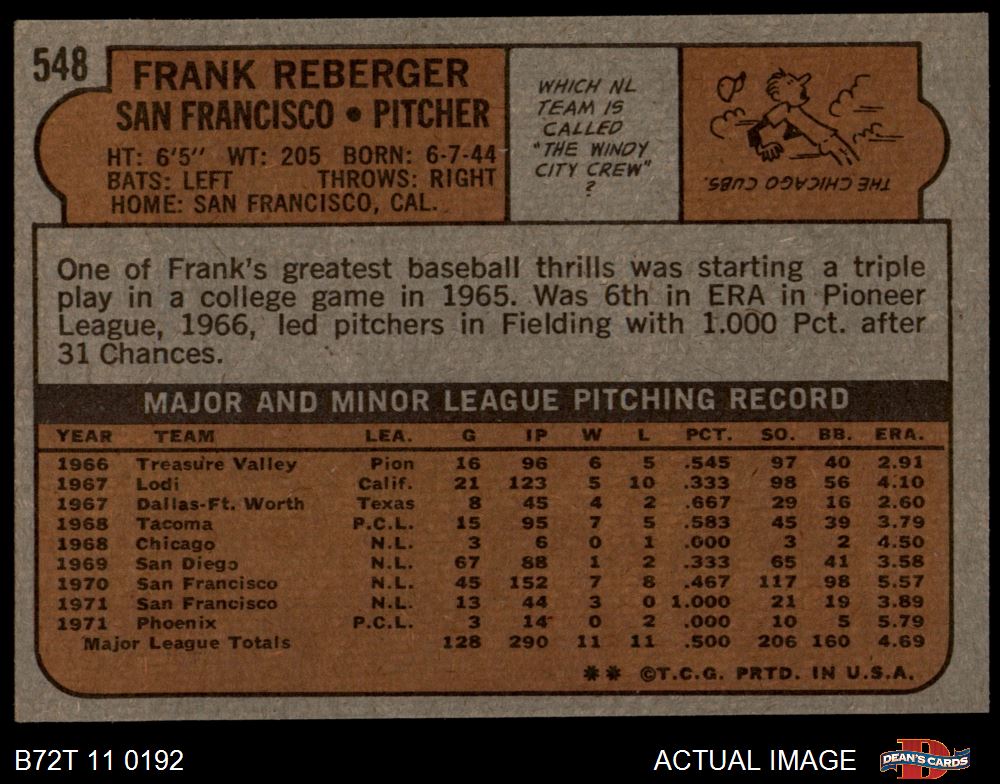 548
FRANK REBERGER
SAN FRANCISCO • PITCHER
HT: 6'5" WT: 205 BORN: 6-7-44
BATS: LEFT THROWS: RIGHT
HOME: SAN FRANCISCO, CAL.
WHICH NL
TEAM IS
CALLED
"THE WINDY
CITY CREW"
?
THE CHICAGO CUBS.
One of Frank's greatest baseball thrills was starting a triple
play in a college game in 1965. Was 6th in ERA in Pioneer
League, 1966, led pitchers in Fielding with 1.000 Pct. after
31 Chances.
MAJOR AND MINOR LEAGUE PITCHING RECORD
YEAR TEAM LEA. G IP W L PCT. SO. BB. ERA.
1966 Treasure Valley Pion 16 96 6 5 .545 97 40 2.91
1967 Lodi Calif. 21 123 5 10 .333 98 56 4.10
1967 Dallas-Ft. Worth Texas 8 45 4 2 .667 29 16 2.60
1968 Tacoma P.C.L. 15 95 7 5 .583 45 39 3.79
1968 Chicago N.L. 3 6 0 1 .000 3 2 4.50
1969 San Diego N.L. 67 88 1 2 .333 65 41 3.58
1970 San Francisco N.L. 45 152 7 8 .467 117 98 5.57
1971 San Francisco N.L. 13 44 3 0 1.000 21 19 3.89
1971 Phoenix P.C.L. 3 14 0 2 .000 10 5 5.79
Major League Totals 128 290 11 11 .500 206 160 4.69
** ©T.C.G. PRTD. IN U.S.A.
B72T 11 0192
ACTUAL IMAGE
D
DEAN'S CARDS